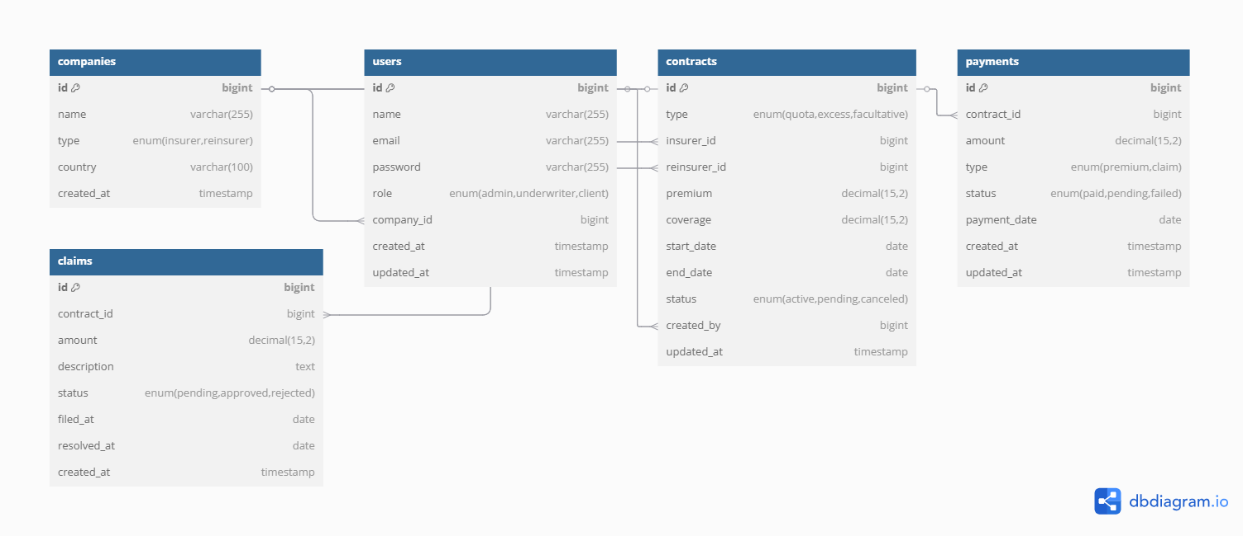 companies
id bigint
name varchar(255)
type enum(insurer,reinsurer)
country varchar(100)
created_at timestamp
users
id bigint
name varchar(255)
email varchar(255)
password varchar(255)
role enum(admin,underwriter,client)
company_id bigint
created_at timestamp
updated_at timestamp
contracts
id bigint
type enum(quota,excess,facultative)
insurer_id bigint
reinsurer_id bigint
premium decimal(15,2)
coverage decimal(15,2)
start_date date
end_date date
status enum(active,pending,canceled)
created_by bigint
updated_at timestamp
payments
id bigint
contract_id bigint
amount decimal(15,2)
type enum(premium,claim)
status enum(paid,pending,failed)
payment_date date
created_at timestamp
updated_at timestamp
claims
id bigint
contract_id bigint
amount decimal(15,2)
description text
status enum(pending,approved,rejected)
filed_at date
resolved_at date
created_at timestamp
dbdiagram.io